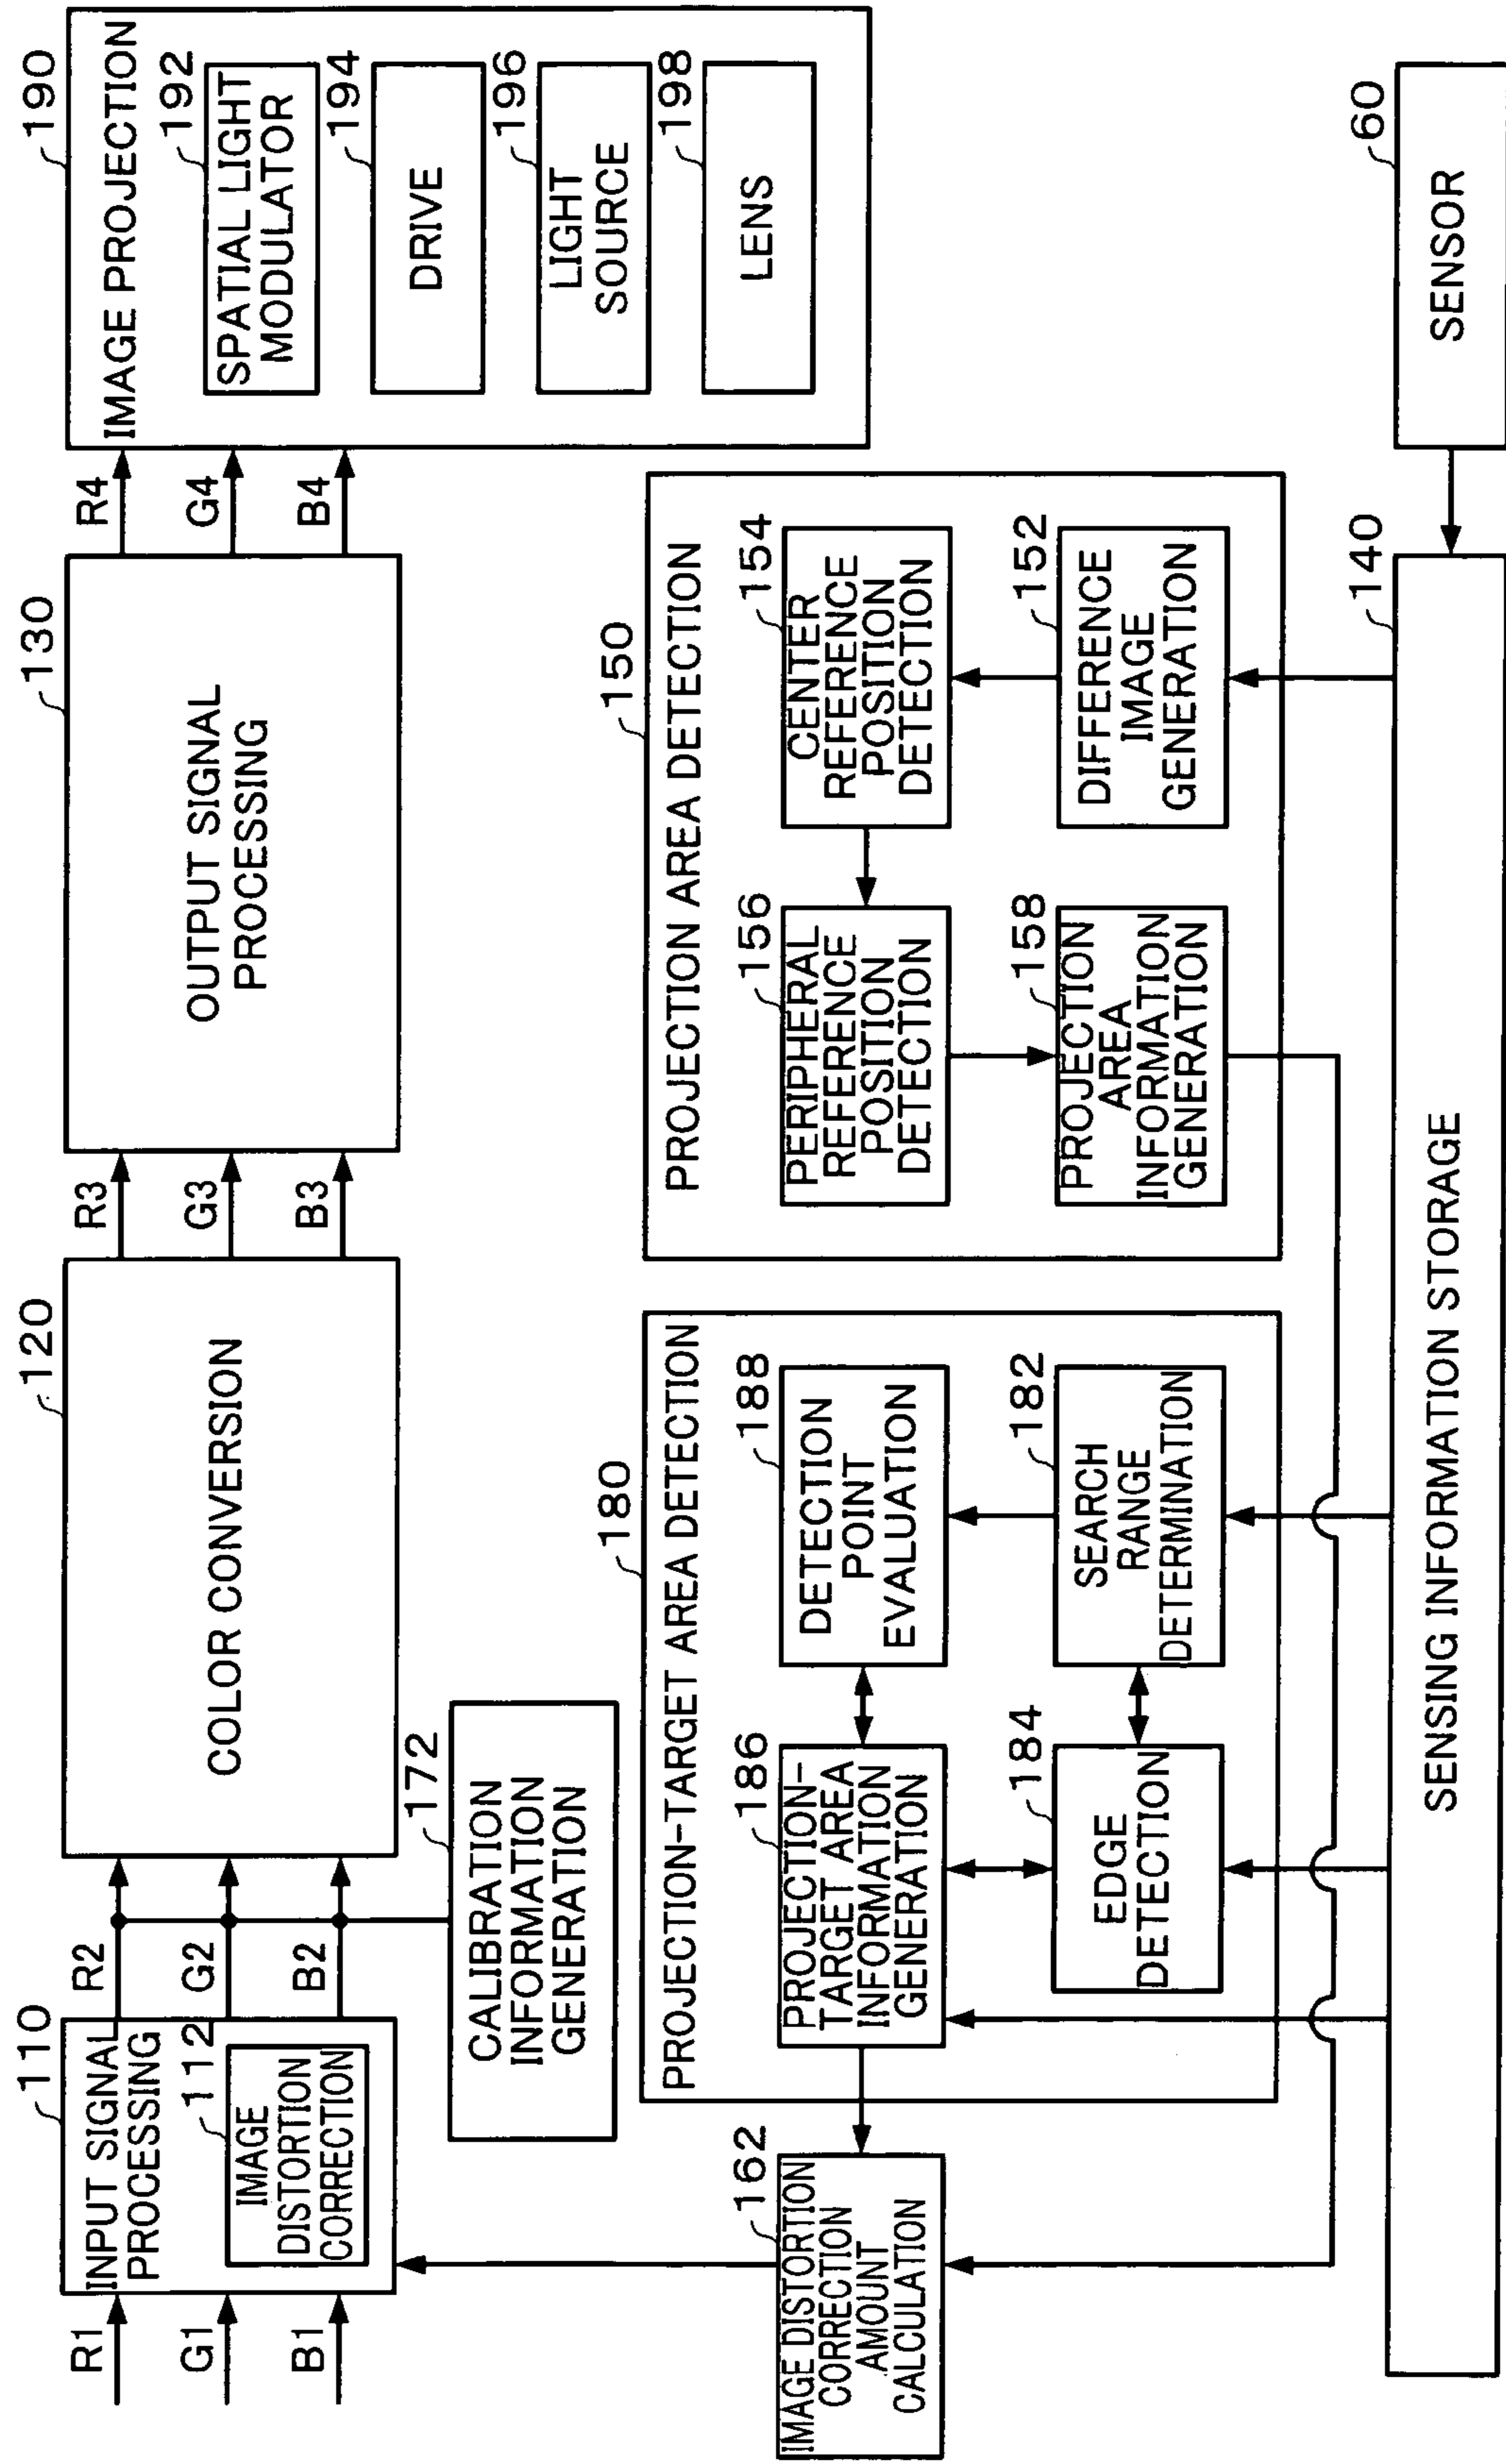 R1
G1
B1
110
INPUT SIGNAL
PROCESSING
112
IMAGE
DISTORTION
CORRECTION
R2
G2
B2
120
COLOR CONVERSION
R3
G3
B3
130
OUTPUT SIGNAL
PROCESSING
R4
G4
B4
190
IMAGE PROJECTION
192
SPATIAL LIGHT
MODULATOR
194
DRIVE
196
LIGHT
SOURCE
198
LENS
172
CALIBRATION
INFORMATION
GENERATION
162
IMAGE DISTORTION
CORRECTION
AMOUNT
CALCULATION
180
PROJECTION-TARGET AREA DETECTION
186
PROJECTION-
TARGET AREA
INFORMATION
GENERATION
188
DETECTION
POINT
EVALUATION
184
EDGE
DETECTION
182
SEARCH
RANGE
DETERMINATION
150
PROJECTION AREA DETECTION
156
PERIPHERAL
REFERENCE
POSITION
DETECTION
154
CENTER
REFERENCE
POSITION
DETECTION
158
PROJECTION
AREA
INFORMATION
GENERATION
152
DIFFERENCE
IMAGE
GENERATION
140
SENSING INFORMATION STORAGE
60
SENSOR